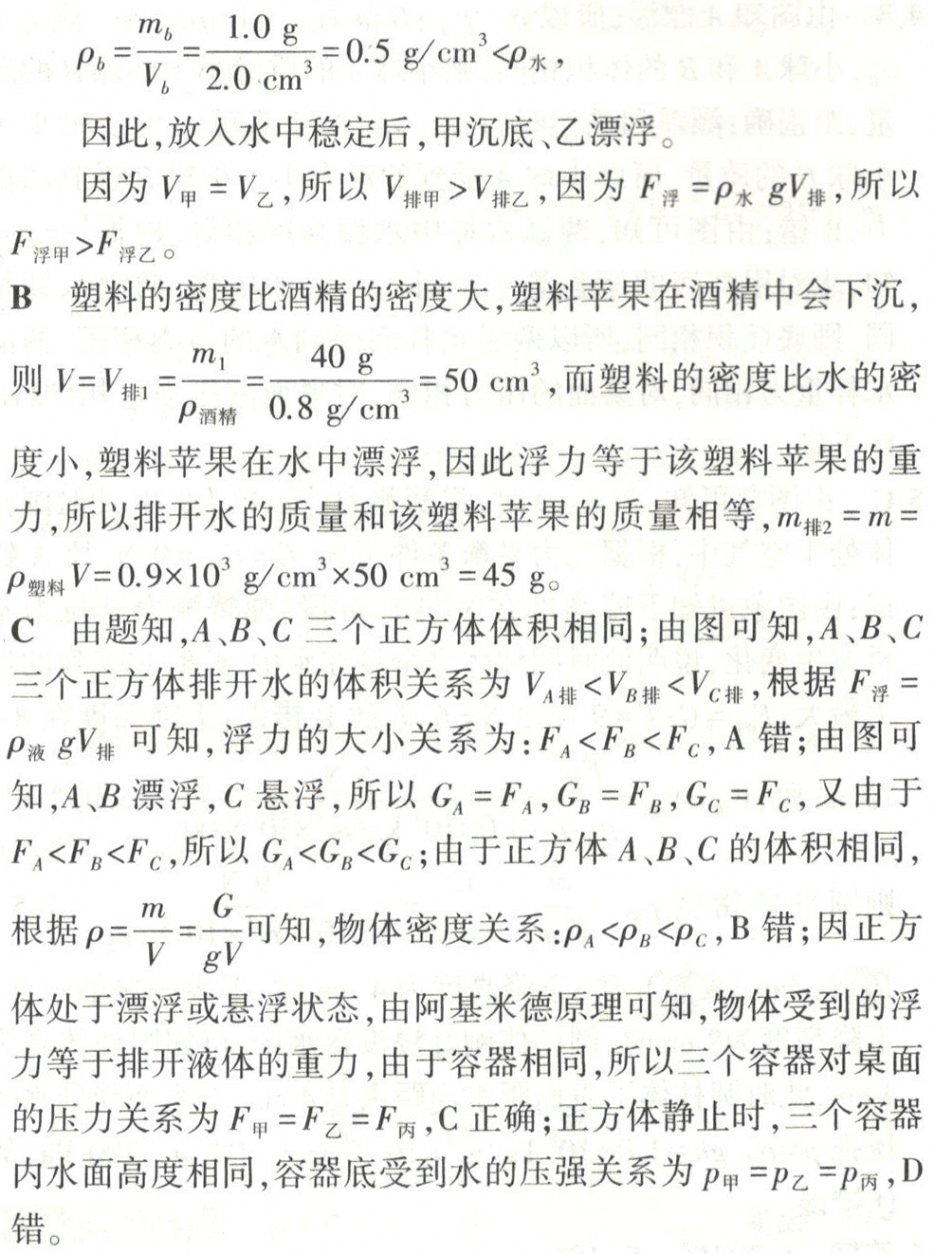 ρb=mb/Vb=1.0 g/2.0 cm³=0.5 g/cm³<ρ水,
因此,放入水中稳定后,甲沉底、乙漂浮。
因为 V甲=V乙,所以 V排甲>V排乙,因为 F浮=ρ水 gV排,所以
F浮甲>F浮乙。
B 塑料的密度比酒精的密度大,塑料苹果在酒精中会下沉,
则 V=V排1=m1/ρ酒精=40 g/0.8 g/cm³=50 cm³,而塑料的密度比水的密
度小,塑料苹果在水中漂浮,因此浮力等于该塑料苹果的重
力,所以排开水的质量和该塑料苹果的质量相等,m排2=m=
ρ塑料V=0.9×10³ g/cm³×50 cm³=45 g。
C 由题知,A、B、C 三个正方体体积相同;由图可知,A、B、C
三个正方体排开水的体积关系为 VA排<VB排<VC排,根据 F浮=
ρ液 gV排 可知,浮力的大小关系为:FA<FB<FC,A 错;由图可
知,A、B 漂浮,C 悬浮,所以 GA=FA,GB=FB,GC=FC,又由于
FA<FB<FC,所以 GA<GB<GC;由于正方体 A、B、C 的体积相同,
根据 ρ=m/V=G/gV可知,物体密度关系:ρA<ρB<ρC,B 错;因正方
体处于漂浮或悬浮状态,由阿基米德原理可知,物体受到的浮
力等于排开液体的重力,由于容器相同,所以三个容器对桌面
的压力关系为 F甲=F乙=F丙,C 正确;正方体静止时,三个容器
内水面高度相同,容器底受到水的压强关系为 p甲=p乙=p丙,D
错。